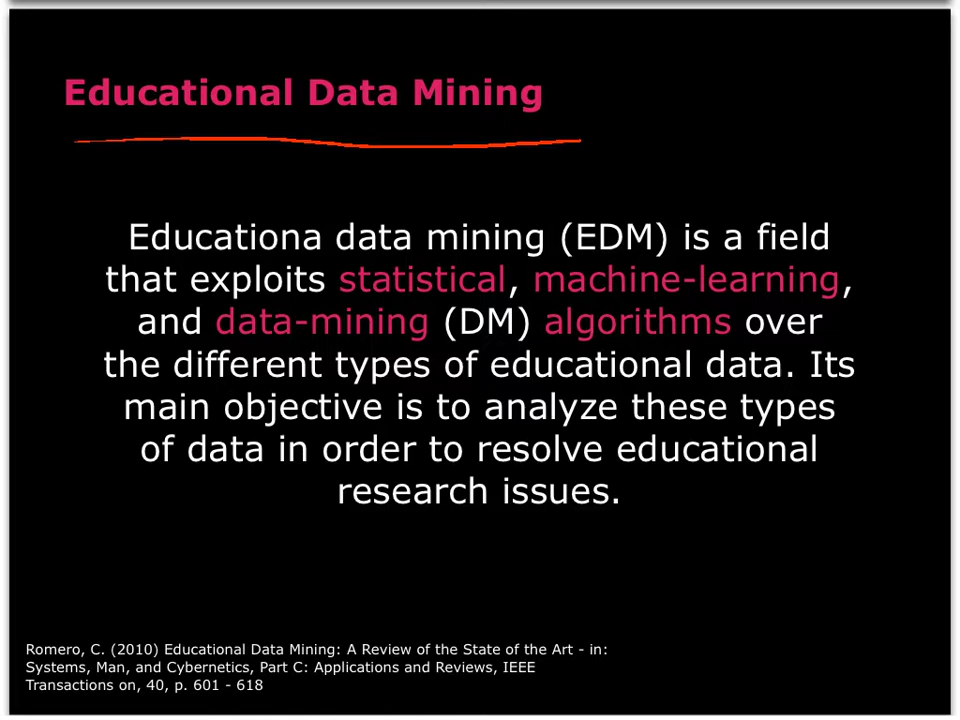 Educational Data Mining
Educationa data mining (EDM) is a field
that exploits statistical, machine-learning,
and data-mining (DM) algorithms over
the different types of educational data. Its
main objective is to analyze these types
of data in order to resolve educational
research issues.
Romero, C. (2010) Educational Data Mining: A Review of the State of the Art - in:
Systems, Man, and Cybernetics, Part C: Applications and Reviews, IEEE
Transactions on, 40, p. 601 - 618